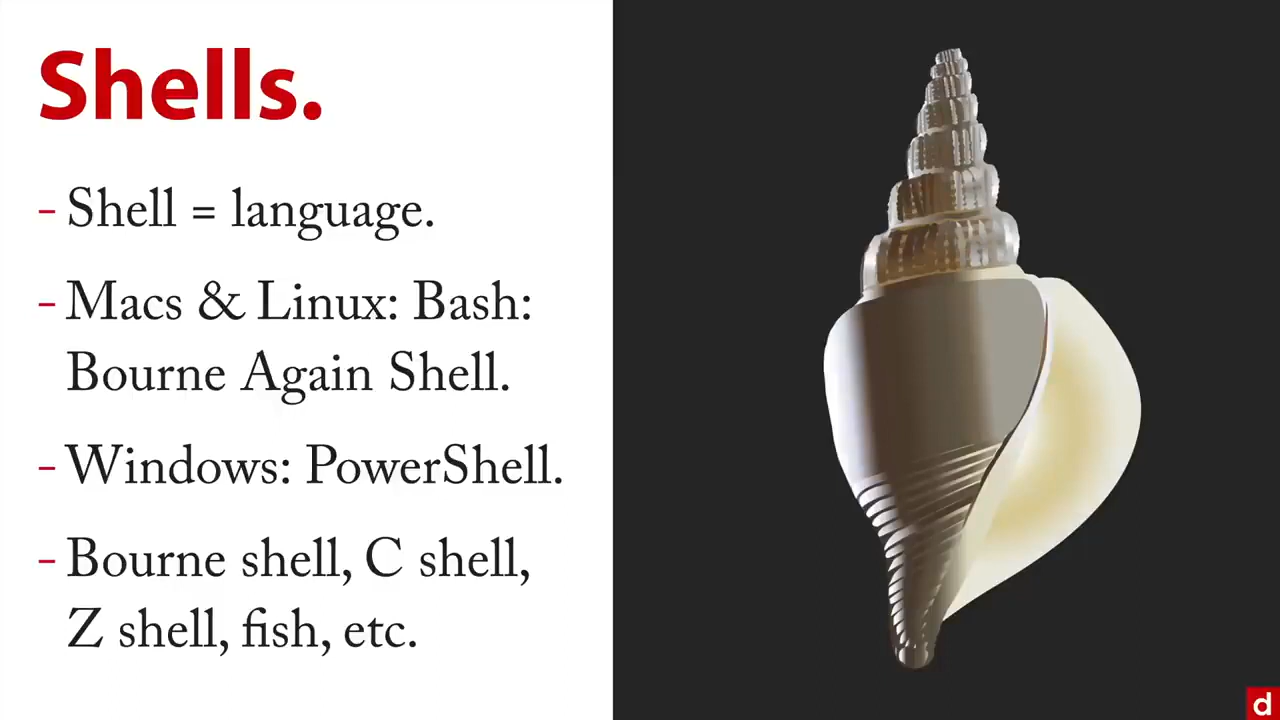 Shells.
– Shell = language.
– Macs & Linux: Bash:
Bourne Again Shell.
– Windows: PowerShell.
– Bourne shell, C shell,
Z shell, fish, etc.
d